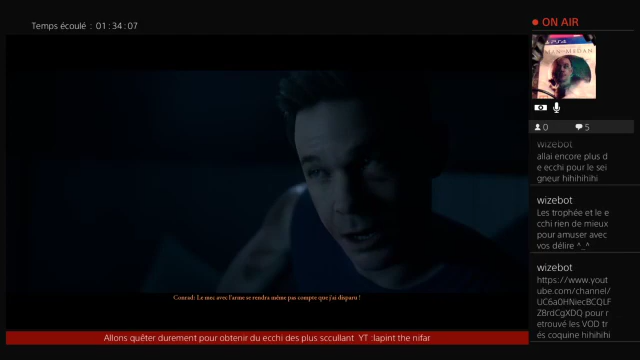 Temps écoulé : 01:34:07
ON AIR
PS4
MAN of MEDAN
0
5
wizebot
allai encore plus d
e ecchi pour le sei
gneur hihihihihi
wizebot
Les trophée et le e
cchi rien de mieux
pour amuser avec
vos délire ^_^
wizebot
https://www.yout
ube.com/channel/
UC6a0HNiecBCQLF
ZBrdCgXDQ pour r
etrouvé les VOD tr
és coquine hihihihi
Conrad: Le mec avec l'arme se rendra même pas compte que j'ai disparu !
Allons quêter durement pour obtenir du ecchi des plus sccullant YT :lapint the nifar